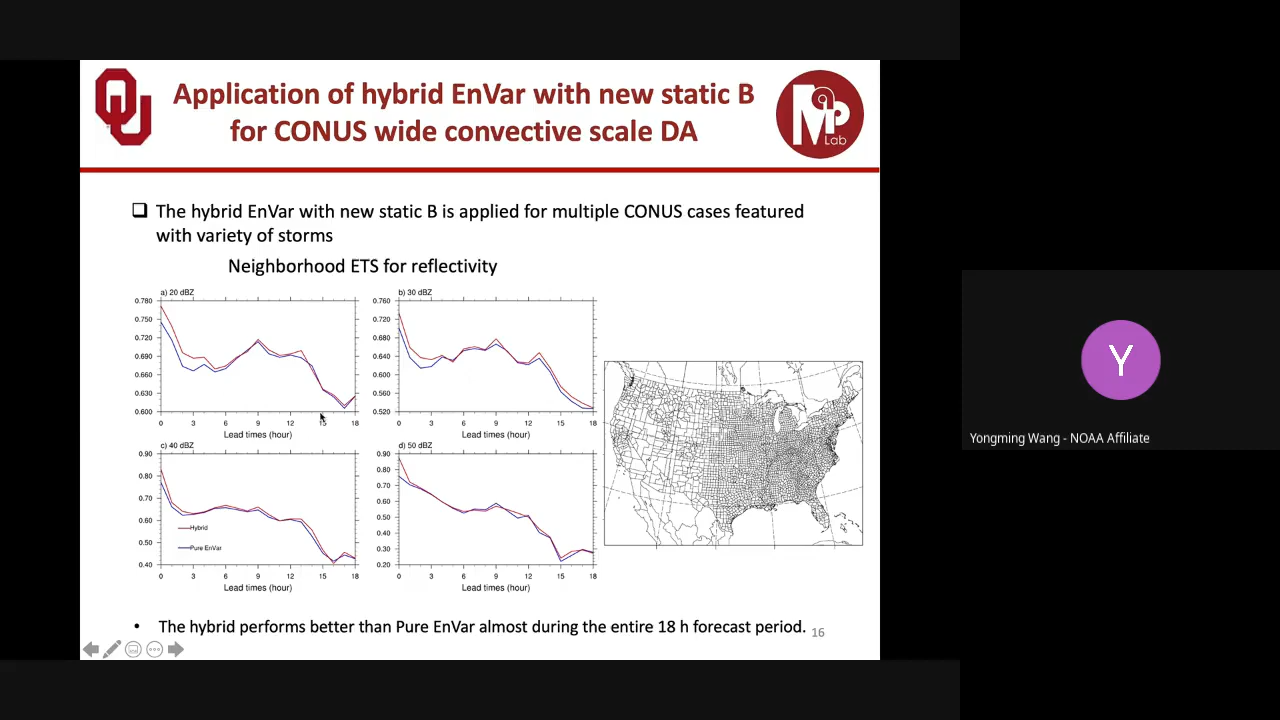 Application of hybrid EnVar with new static B
for CONUS wide convective scale DA
OU
Map
Lab
❑ The hybrid EnVar with new static B is applied for multiple CONUS cases featured
with variety of storms
Neighborhood ETS for reflectivity
a) 20 dBZ
0.780
0.750
0.720
0.690
0.660
0.630
0.600
0 3 6 9 12 15 18
Lead times (hour)
b) 30 dBZ
0.760
0.720
0.680
0.640
0.600
0.560
0.520
0 3 6 9 12 15 18
Lead times (hour)
c) 40 dBZ
0.90
0.80
0.70
0.60
0.50
0.40
Hybrid
Pure EnVar
0 3 6 9 12 15 18
Lead times (hour)
d) 50 dBZ
0.90
0.80
0.70
0.60
0.50
0.40
0.30
0.20
0 3 6 9 12 15 18
Lead times (hour)
• The hybrid performs better than Pure EnVar almost during the entire 18 h forecast period.
16
Y
Yongming Wang - NOAA Affiliate